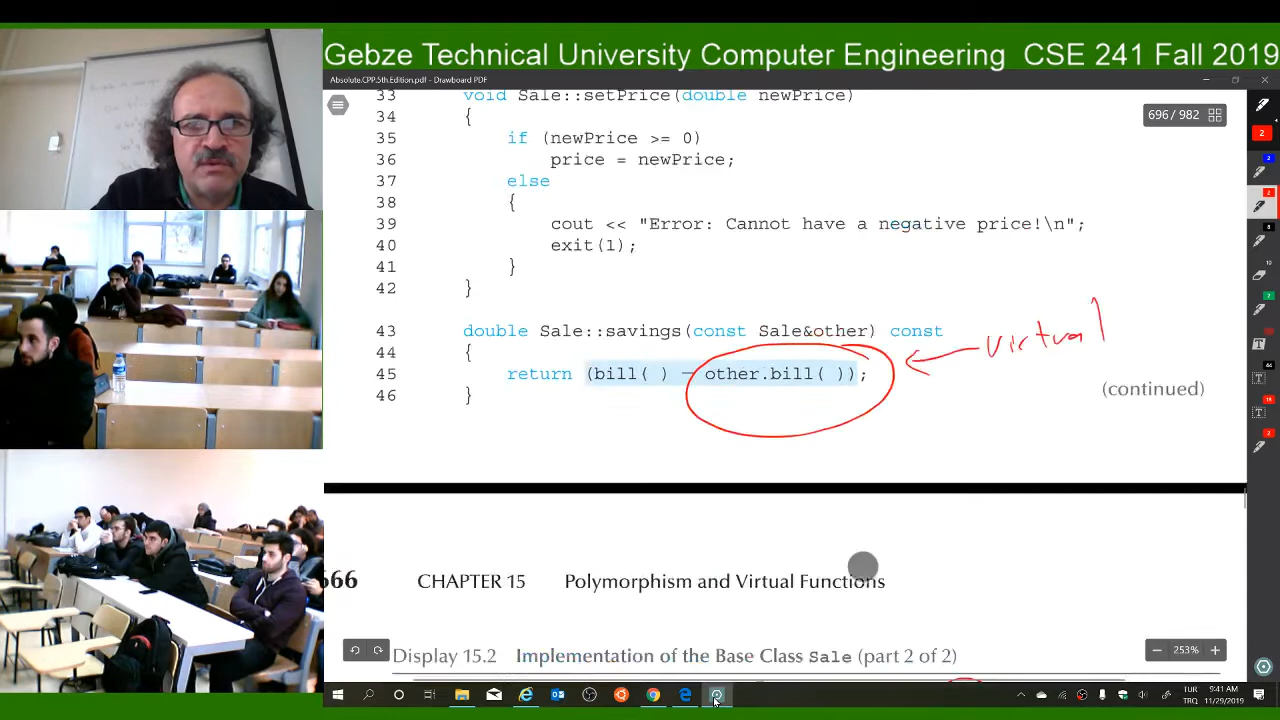 Gebze Technical University Computer Engineering CSE 241 Fall 2019
Absolute.CPP.5th.Edition.pdf - Drawboard PDF
696 / 982
33 void Sale::setPrice(double newPrice)
34 {
35 if (newPrice >= 0)
36 price = newPrice;
37 else
38 {
39 cout << "Error: Cannot have a negative price!\n";
40 exit(1);
41 }
42 }
43 double Sale::savings(const Sale&other) const
44 {
45 return (bill( ) − other.bill( ));
46 }
virtual
(continued)
666 CHAPTER 15 Polymorphism and Virtual Functions
Display 15.2 Implementation of the Base Class Sale (part 2 of 2)
253%
TUR 9:41 AM
TRQ 11/29/2019